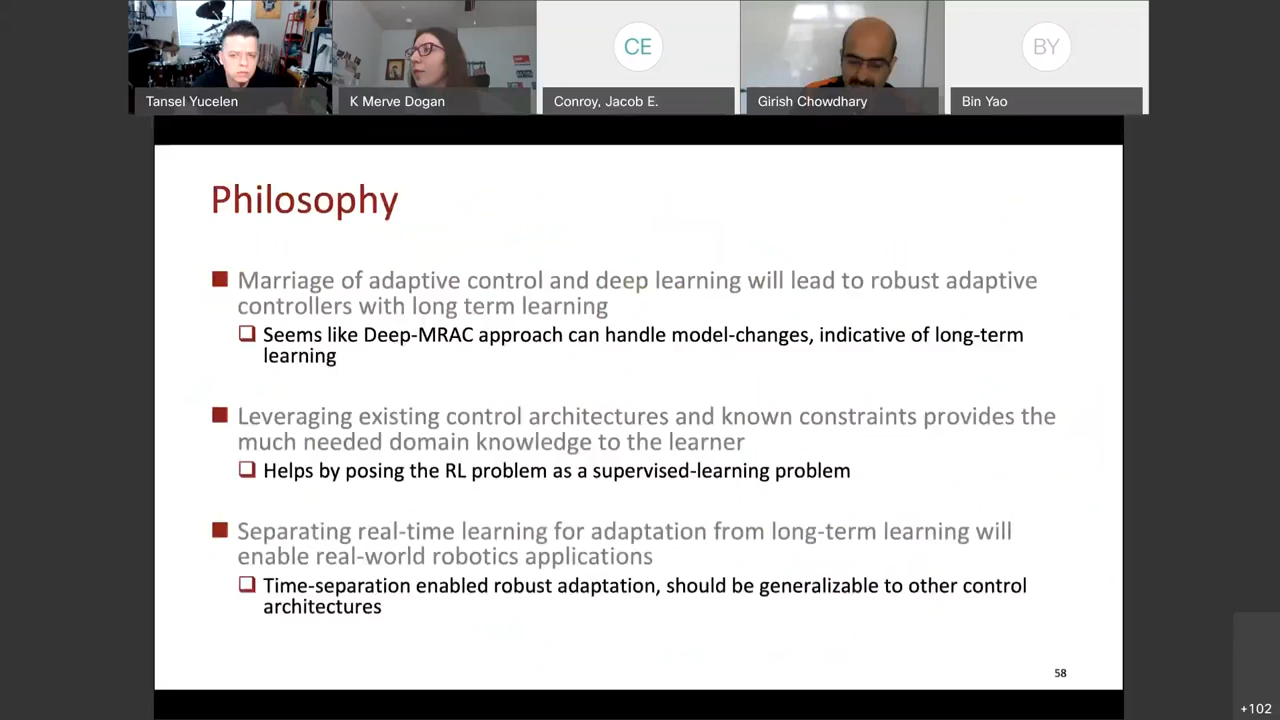 CE
BY
Tansel Yucelen
K Merve Dogan
Conroy, Jacob E.
Girish Chowdhary
Bin Yao
Philosophy
Marriage of adaptive control and deep learning will lead to robust adaptive
controllers with long term learning
Seems like Deep-MRAC approach can handle model-changes, indicative of long-term
learning
Leveraging existing control architectures and known constraints provides the
much needed domain knowledge to the learner
Helps by posing the RL problem as a supervised-learning problem
Separating real-time learning for adaptation from long-term learning will
enable real-world robotics applications
Time-separation enabled robust adaptation, should be generalizable to other control
architectures
58
+102